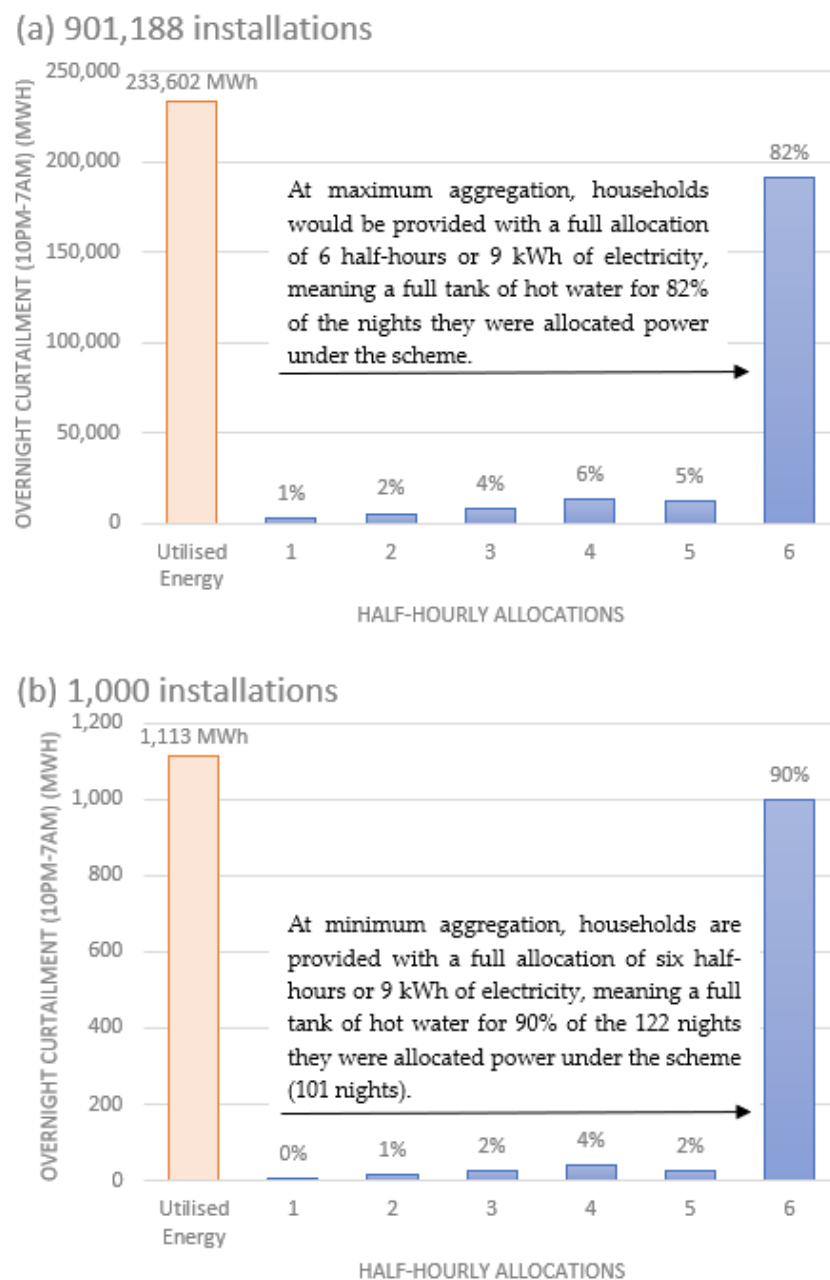 (a) 901,188 installations
OVERNIGHT CURTAILMENT (10PM-7AM) (MWH)
250,000
233,602 MWh
200,000
150,000
100,000
50,000
0
82%
At maximum aggregation, households
would be provided with a full allocation
of 6 half-hours or 9 kWh of electricity,
meaning a full tank of hot water for 82%
of the nights they were allocated power
under the scheme.
1% 2% 4% 6% 5%
Utilised
Energy
1 2 3 4 5 6
HALF-HOURLY ALLOCATIONS
(b) 1,000 installations
OVERNIGHT CURTAILMENT (10PM-7AM) (MWH)
1,200
1,113 MWh
1,000
800
600
400
200
0
90%
At minimum aggregation, households are
provided with a full allocation of six half-
hours or 9 kWh of electricity, meaning a full
tank of hot water for 90% of the 122 nights
they were allocated power under the scheme
(101 nights).
0% 1% 2% 4% 2%
Utilised
Energy
1 2 3 4 5 6
HALF-HOURLY ALLOCATIONS